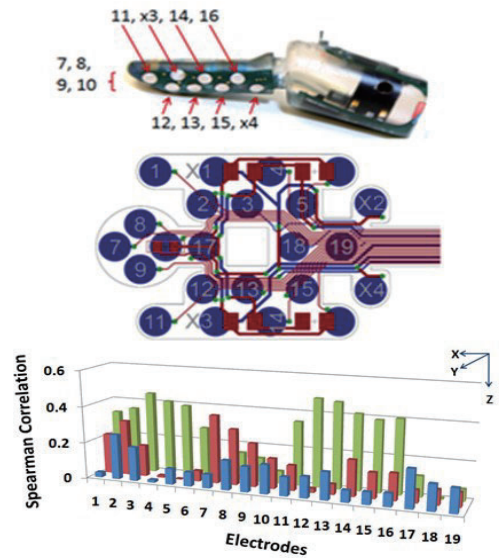 11, x3, 14, 16
7, 8,
9, 10
12, 13, 15, x4
1 X1
2 3 5 X2
8
7 17 18 19
9
12 13 15 X4
11 X3
X
Y
Z
Spearman Correlation
0.6
0.4
0.2
0
1 2 3 4 5 6 7 8 9 10 11 12 13 14 15 16 17 18 19
Electrodes